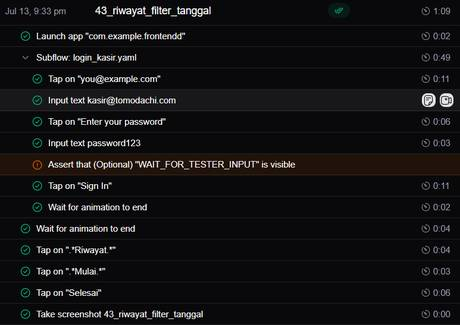 Jul 13, 9:33 pm 43_riwayat_filter_tanggal 1:09
Launch app "com.example.frontendd" 0:02
Subflow: login_kasir.yaml 0:49
Tap on "you@example.com" 0:11
Input text kasir@tomodachi.com
Tap on "Enter your password" 0:06
Input text password123 0:03
Assert that (Optional) "WAIT_FOR_TESTER_INPUT" is visible
Tap on "Sign In" 0:11
Wait for animation to end 0:02
Wait for animation to end 0:04
Tap on ".*Riwayat.*" 0:04
Tap on ".*Mulai.*" 0:03
Tap on "Selesai" 0:06
Take screenshot 43_riwayat_filter_tanggal 0:00